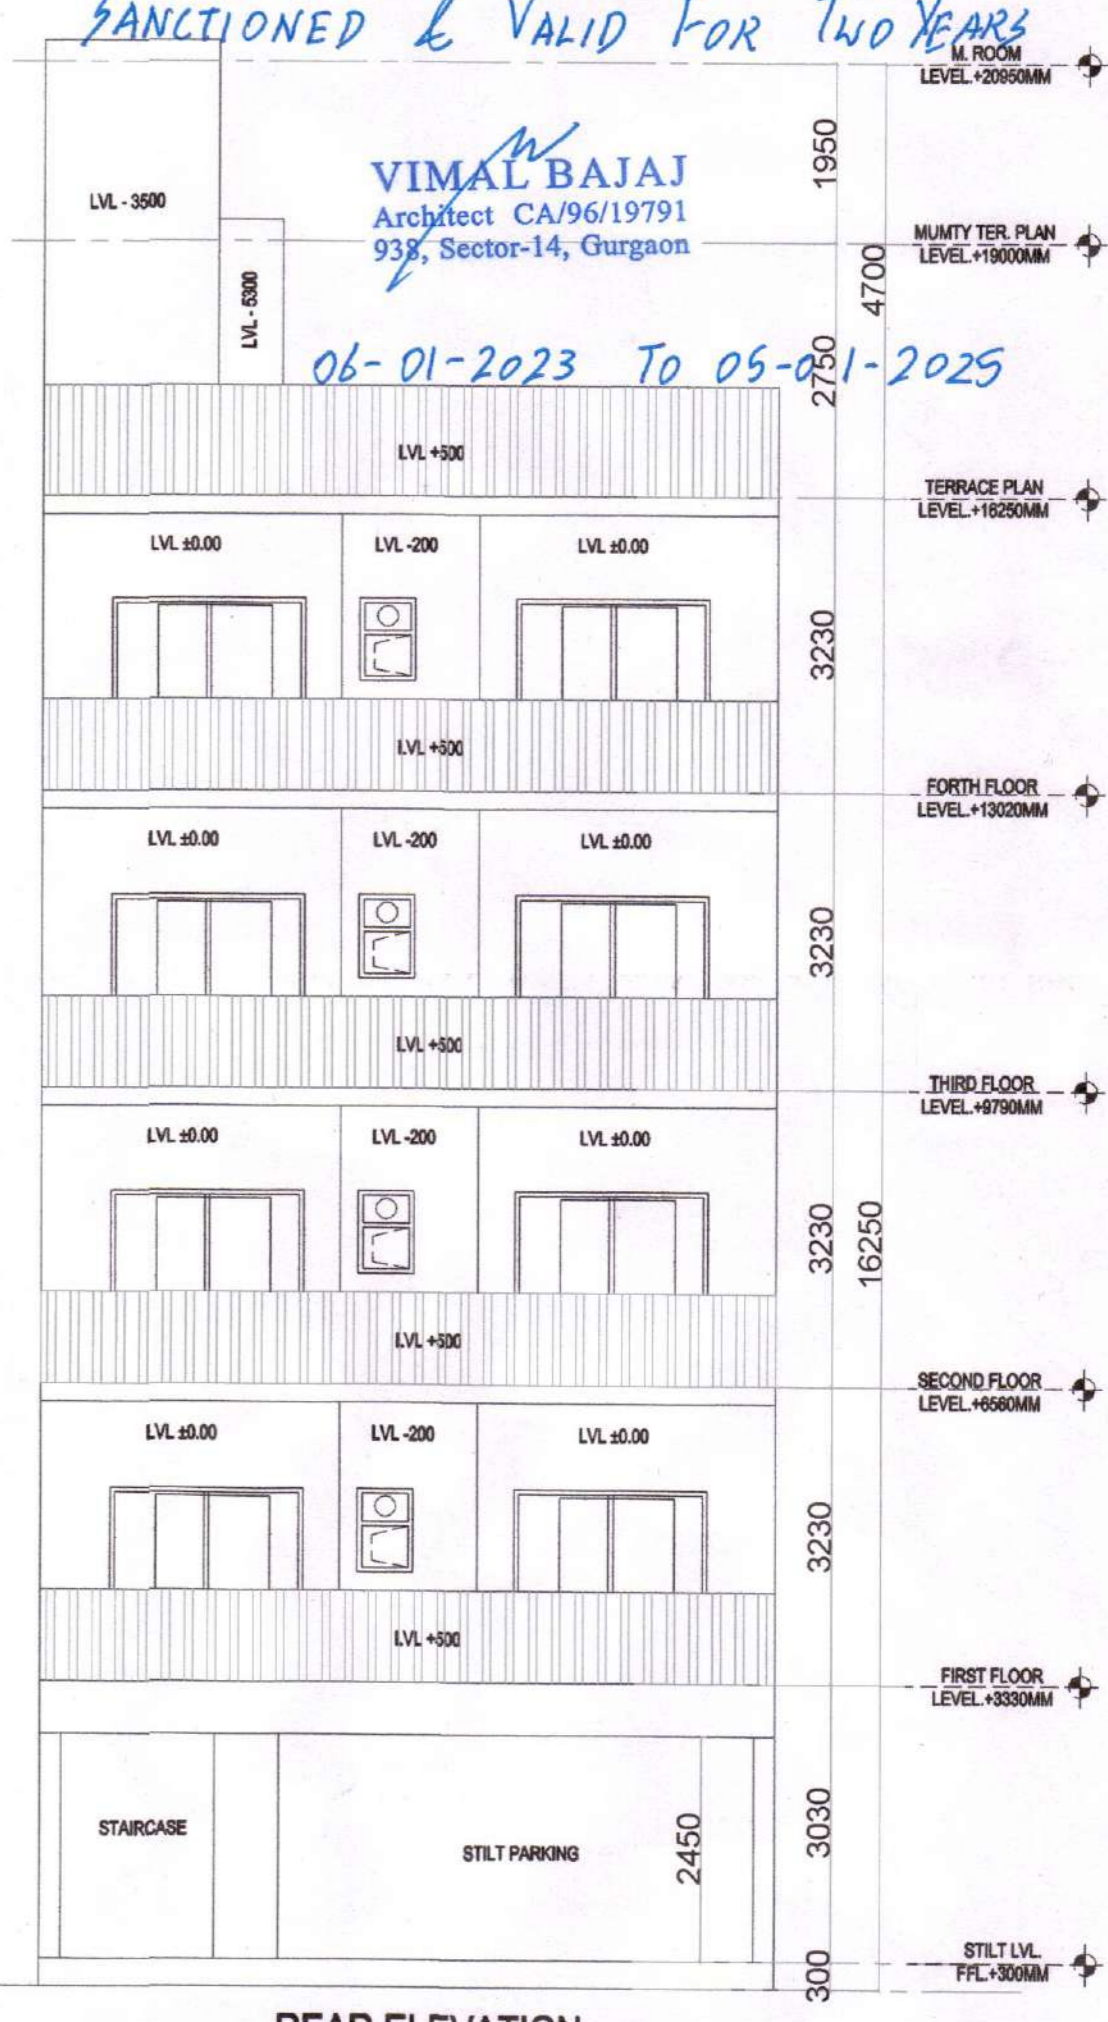 SANCTIONED & VALID FOR TWO YEARS
M. ROOM
LEVEL.+20950MM
1950
VIMAL BAJAJ
Architect CA/96/19791
938, Sector-14, Gurgaon
LVL - 3500
MUMTY TER. PLAN
LEVEL.+19000MM
4700
LVL - 5300
2750
06-01-2023 TO 05-01-2025
LVL +500
TERRACE PLAN
LEVEL.+16250MM
LVL ±0.00 LVL -200 LVL ±0.00
3230
LVL +500
FORTH FLOOR
LEVEL.+13020MM
LVL ±0.00 LVL -200 LVL ±0.00
3230
LVL +500
THIRD FLOOR
LEVEL.+9790MM
LVL ±0.00 LVL -200 LVL ±0.00
3230
16250
LVL +500
SECOND FLOOR
LEVEL.+6560MM
LVL ±0.00 LVL -200 LVL ±0.00
3230
LVL +500
FIRST FLOOR
LEVEL.+3330MM
STAIRCASE
STILT PARKING
2450
3030
STILT LVL.
FFL.+300MM
300
REAR ELEVATION